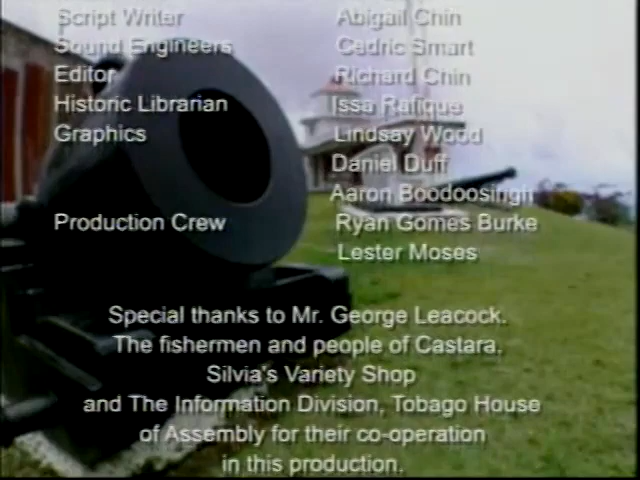 Script Writer Abigail Chin
Sound Engineers Cedric Smart
Editor Richard Chin
Historic Librarian Issa Rafique
Graphics Lindsay Wood
Daniel Duff
Aaron Boodoosingh
Production Crew Ryan Gomes Burke
Lester Moses
Special thanks to Mr. George Leacock.
The fishermen and people of Castara.
Silvia's Variety Shop
and The Information Division, Tobago House
of Assembly for their co-operation
in this production.